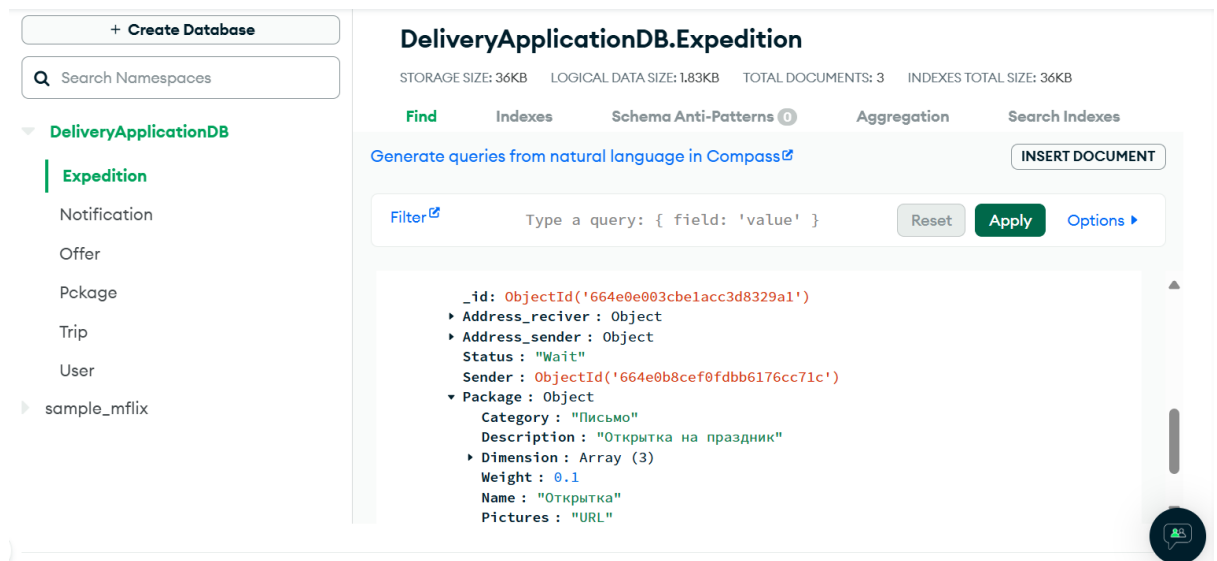 + Create Database
Search Namespaces
DeliveryApplicationDB
Expedition
Notification
Offer
Pckage
Trip
User
sample_mflix
DeliveryApplicationDB.Expedition
STORAGE SIZE: 36KB LOGICAL DATA SIZE: 1.83KB TOTAL DOCUMENTS: 3 INDEXES TOTAL SIZE: 36KB
Find Indexes Schema Anti-Patterns 0 Aggregation Search Indexes
Generate queries from natural language in Compass
INSERT DOCUMENT
Filter Type a query: { field: 'value' } Reset Apply Options
_id: ObjectId('664e0e003cbe1acc3d8329a1')
Address_reciver : Object
Address_sender : Object
Status : "Wait"
Sender : ObjectId('664e0b8cef0fdbb6176cc71c')
Package : Object
Category : "Письмо"
Description : "Открытка на праздник"
Dimension : Array (3)
Weight : 0.1
Name : "Открытка"
Pictures : "URL"